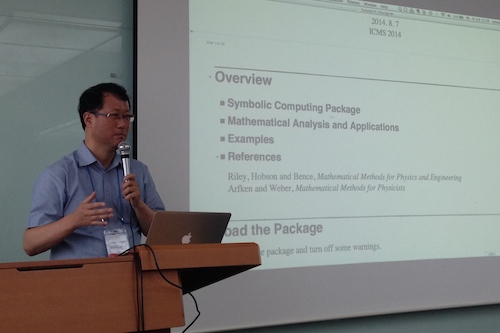 2014. 8. 7
ICMS 2014
Overview
Symbolic Computing Package
Mathematical Analysis and Applications
Examples
References
Riley, Hobson and Bence, Mathematical Methods for Physics and Engineering
Arfken and Weber, Mathematical Methods for Physicists
oad the Package
package and turn off some warnings.